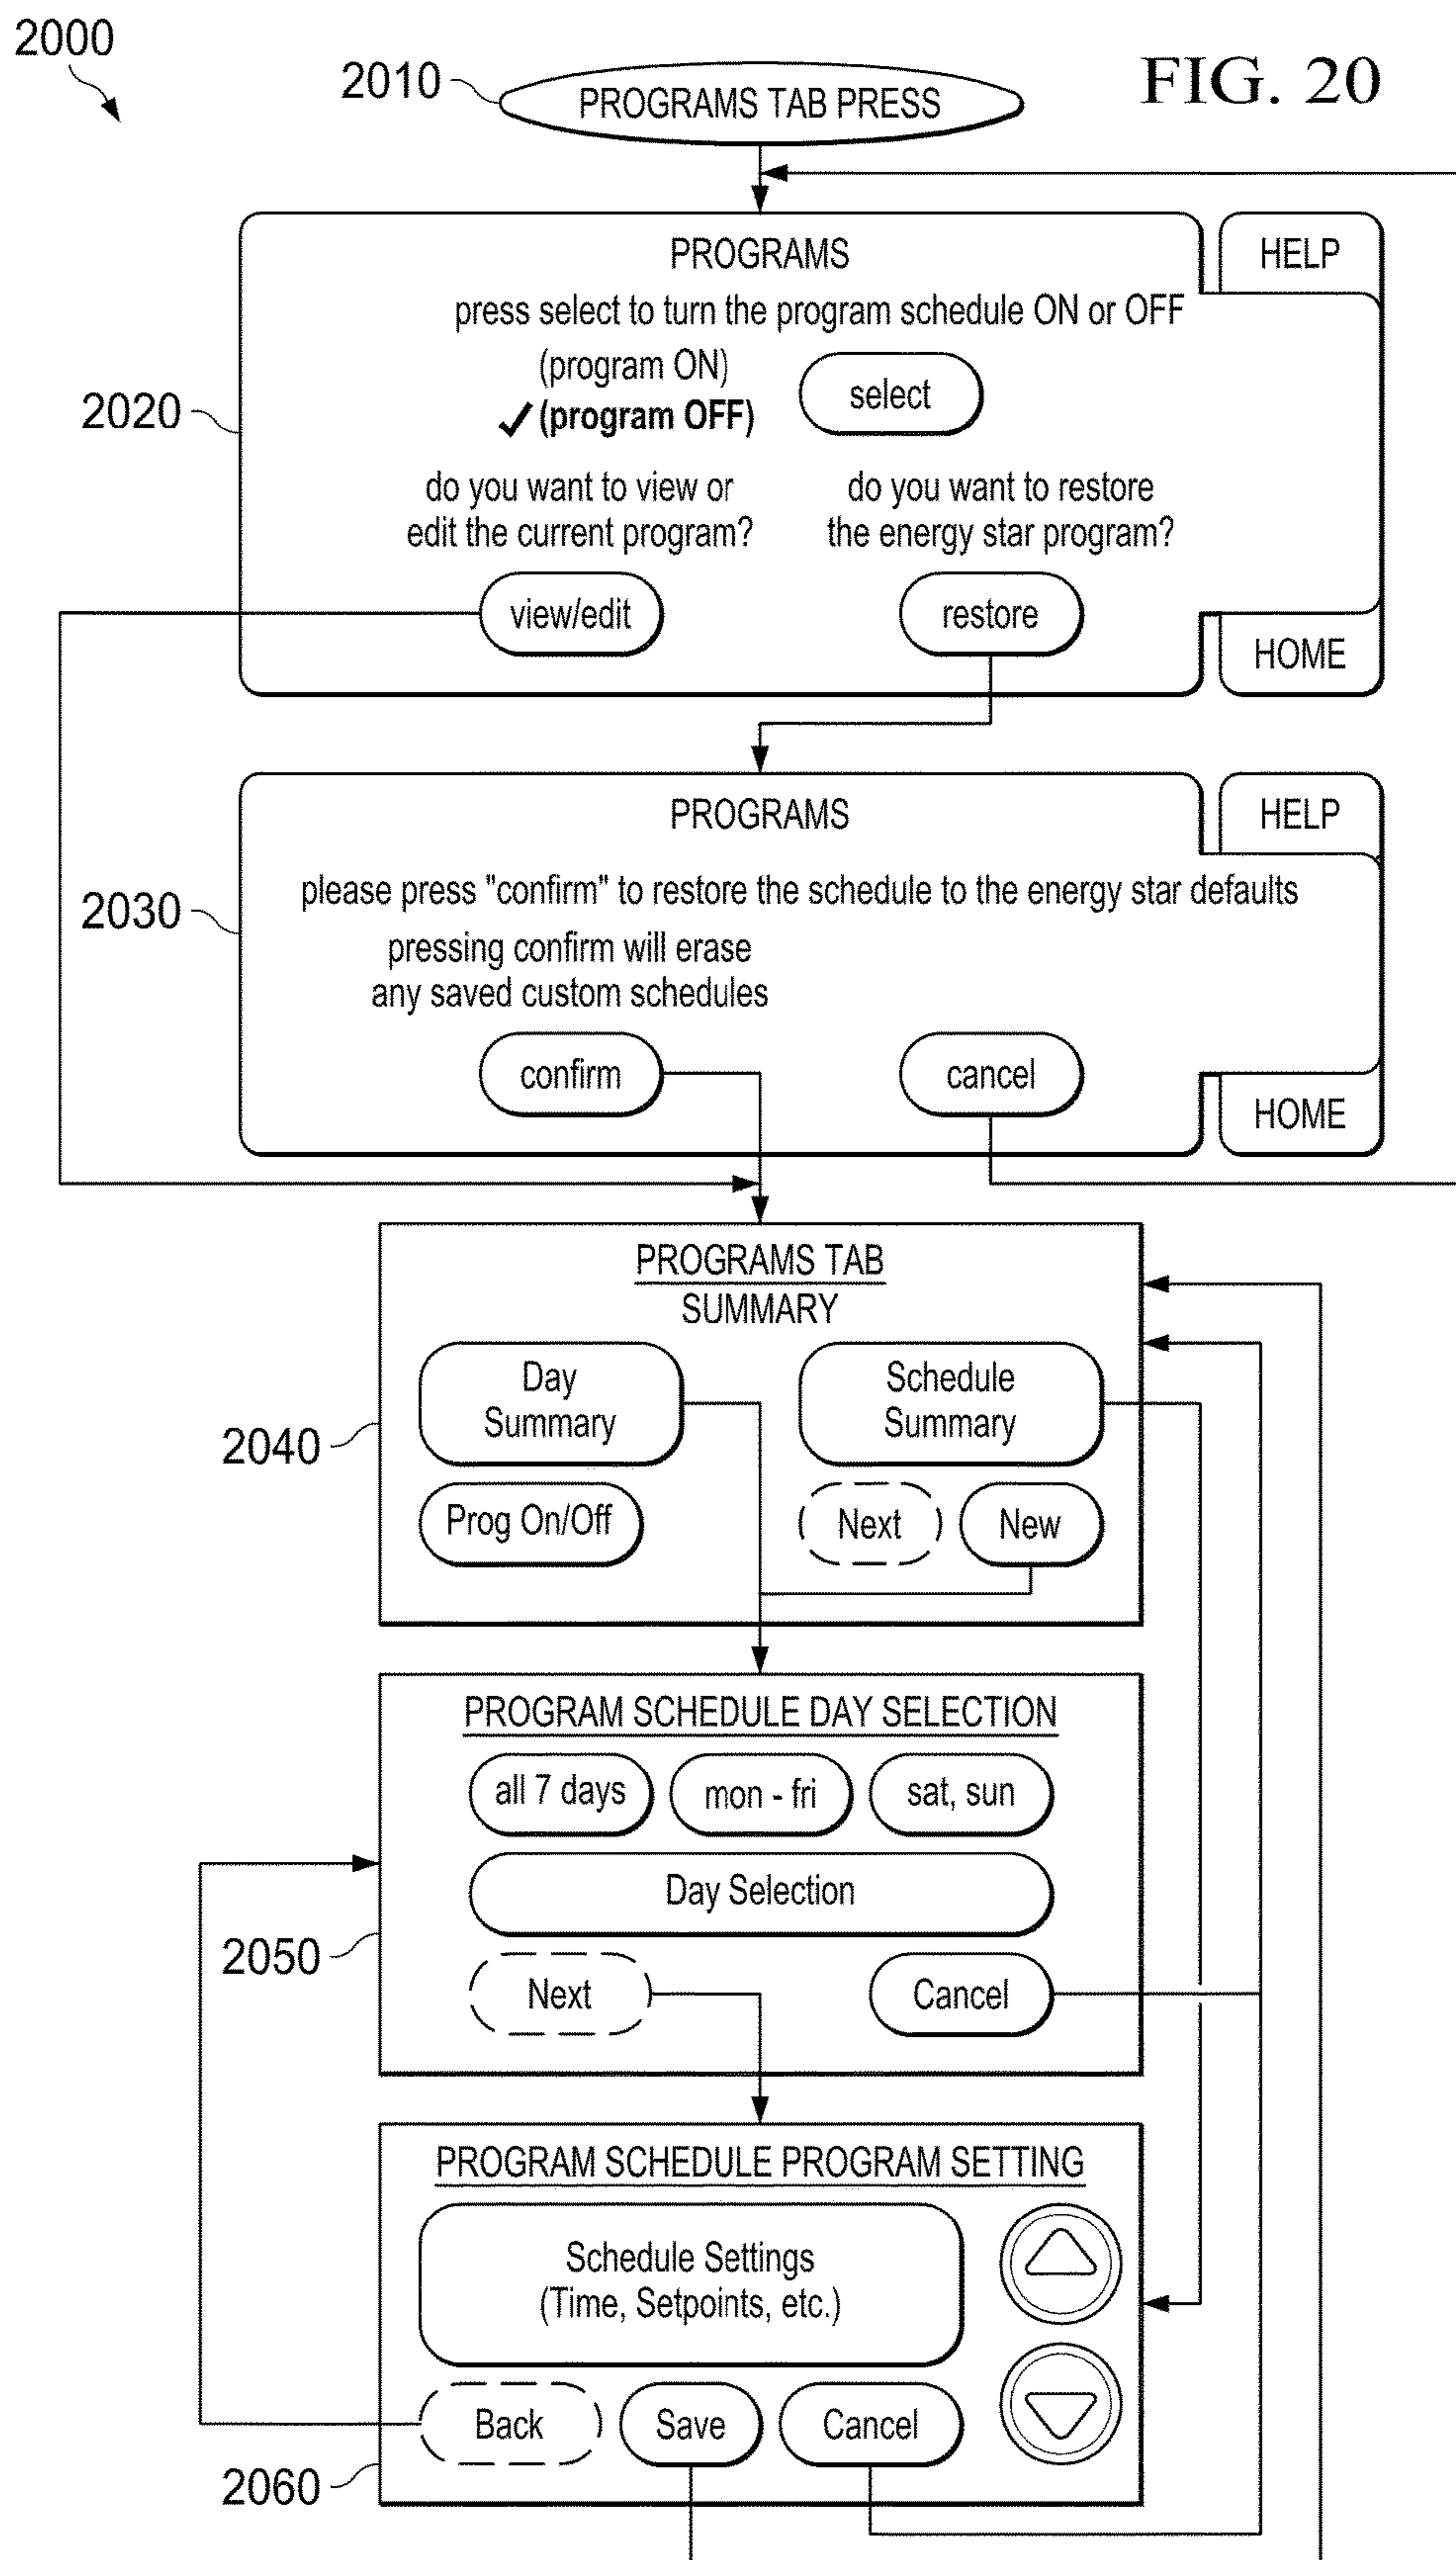 2000
2010
PROGRAMS TAB PRESS
FIG. 20
PROGRAMS
HELP
press select to turn the program schedule ON or OFF
(program ON)
select
2020
✓ (program OFF)
do you want to view or
edit the current program?
do you want to restore
the energy star program?
view/edit
restore
HOME
PROGRAMS
HELP
2030
please press "confirm" to restore the schedule to the energy star defaults
pressing confirm will erase
any saved custom schedules
confirm
cancel
HOME
PROGRAMS TAB
SUMMARY
Day
Summary
Schedule
Summary
2040
Prog On/Off
Next
New
PROGRAM SCHEDULE DAY SELECTION
all 7 days
mon - fri
sat, sun
Day Selection
2050
Next
Cancel
PROGRAM SCHEDULE PROGRAM SETTING
Schedule Settings
(Time, Setpoints, etc.)
Back
Save
Cancel
2060